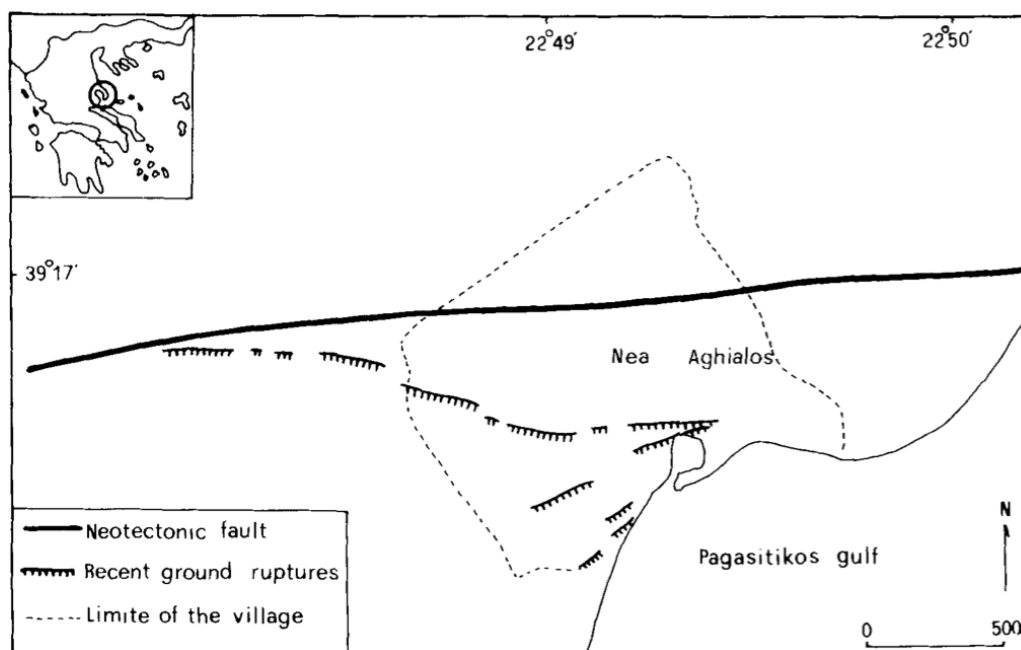 22°49'
22°50'
39°17'
Nea Aghialos
Neotectonic fault
Recent ground ruptures
Limite of the village
Pagasitikos gulf
N
0 500